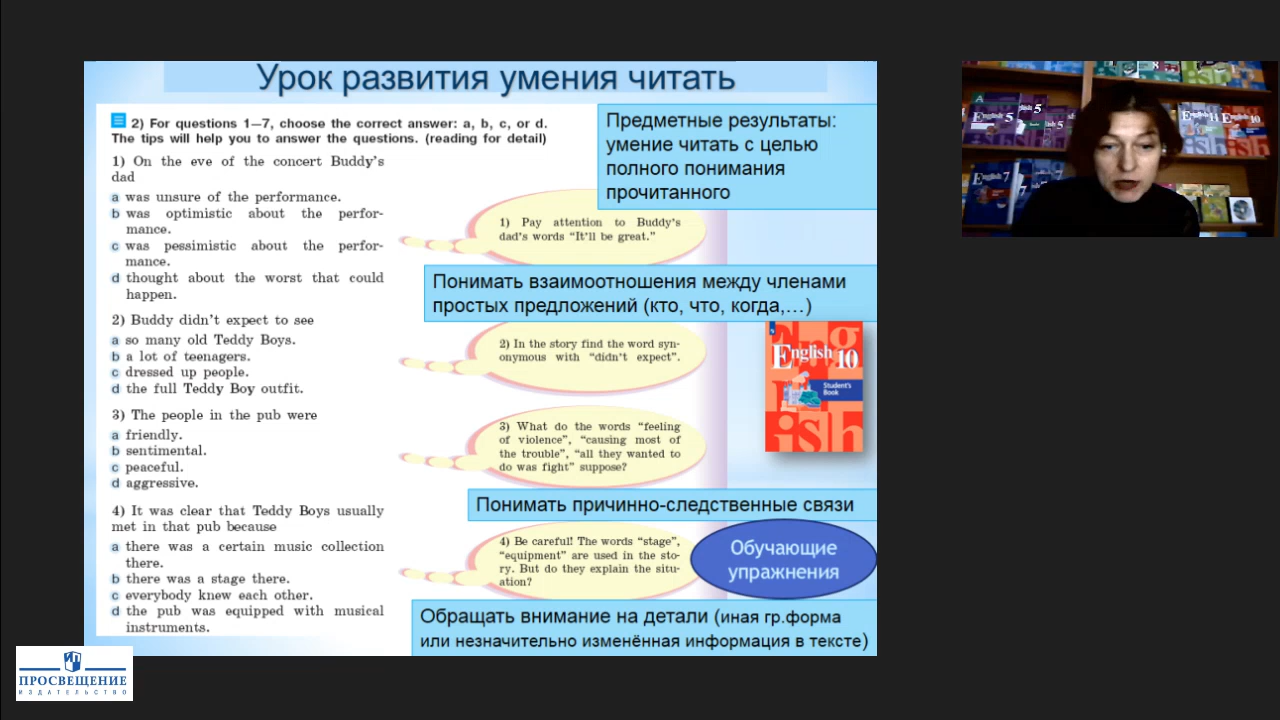 Урок развития умения читать
2) For questions 1—7, choose the correct answer: a, b, c, or d.
The tips will help you to answer the questions. (reading for detail)
1) On the eve of the concert Buddy's
dad
a was unsure of the performance.
b was optimistic about the perfor-
mance.
c was pessimistic about the perfor-
mance.
d thought about the worst that could
happen.
2) Buddy didn't expect to see
a so many old Teddy Boys.
b a lot of teenagers.
c dressed up people.
d the full Teddy Boy outfit.
3) The people in the pub were
a friendly.
b sentimental.
c peaceful.
d aggressive.
4) It was clear that Teddy Boys usually
met in that pub because
a there was a certain music collection
there.
b there was a stage there.
c everybody knew each other.
d the pub was equipped with musical
instruments.
Предметные результаты:
умение читать с целью
полного понимания
прочитанного
1) Pay attention to Buddy's
dad's words “It'll be great.”
Понимать взаимоотношения между членами
простых предложений (кто, что, когда,...)
2) In the story find the word syn-
onymous with “didn't expect”.
English 10
Student's
Book
ish
3) What do the words “feeling
of violence”, “causing most of
the trouble”, “all they wanted to
do was fight” suppose?
Понимать причинно-следственные связи
4) Be careful! The words “stage”,
“equipment” are used in the sto-
ry. But do they explain the situ-
ation?
Обучающие
упражнения
Обращать внимание на детали (иная гр.форма
или незначительно изменённая информация в тексте)
ПРОСВЕЩЕНИЕ
ИЗДАТЕЛЬСТВО
English 5
5
English 7